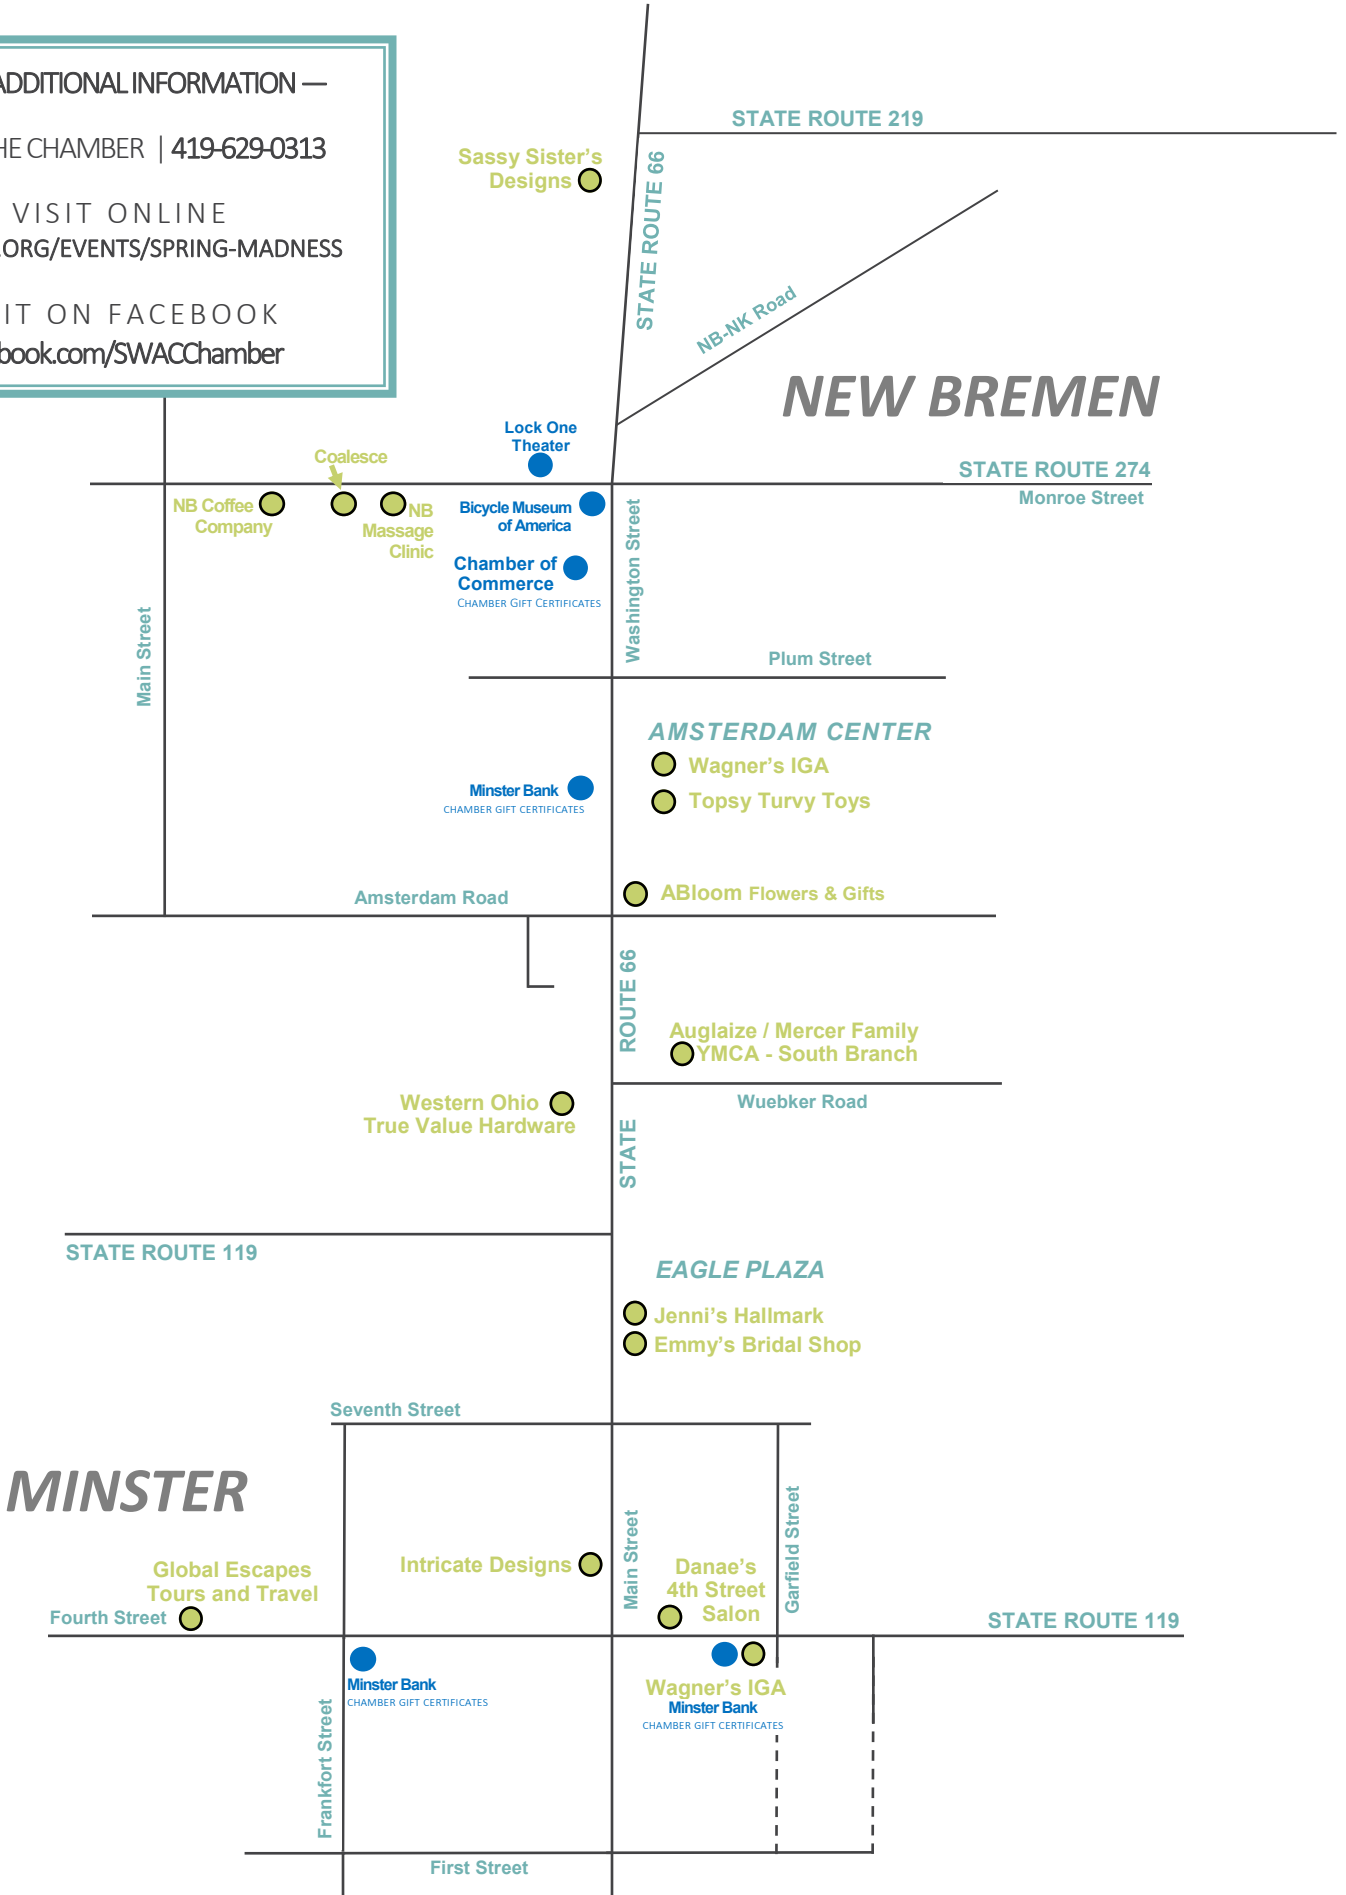 ADDITIONAL INFORMATION —
HE CHAMBER | 419-629-0313
VISIT ONLINE
.ORG/EVENTS/SPRING-MADNESS
IT ON FACEBOOK
book.com/SWACChamber
STATE ROUTE 219
Sassy Sister's
Designs
STATE ROUTE 66
NB-NK Road
NEW BREMEN
Lock One
Theater
Coalesce
STATE ROUTE 274
Monroe Street
NB Coffee
Company
NB
Massage
Clinic
Bicycle Museum
of America
Chamber of
Commerce
CHAMBER GIFT CERTIFICATES
Washington Street
Main Street
Plum Street
AMSTERDAM CENTER
Wagner's IGA
Topsy Turvy Toys
Minster Bank
CHAMBER GIFT CERTIFICATES
ABloom Flowers & Gifts
Amsterdam Road
STATE ROUTE 66
Auglaize / Mercer Family
YMCA - South Branch
Wuebker Road
Western Ohio
True Value Hardware
STATE ROUTE 119
EAGLE PLAZA
Jenni's Hallmark
Emmy's Bridal Shop
Seventh Street
MINSTER
Global Escapes
Tours and Travel
Fourth Street
Intricate Designs
Main Street
Danae's
4th Street
Salon
Garfield Street
STATE ROUTE 119
Minster Bank
CHAMBER GIFT CERTIFICATES
Wagner's IGA
Minster Bank
CHAMBER GIFT CERTIFICATES
Frankfort Street
First Street